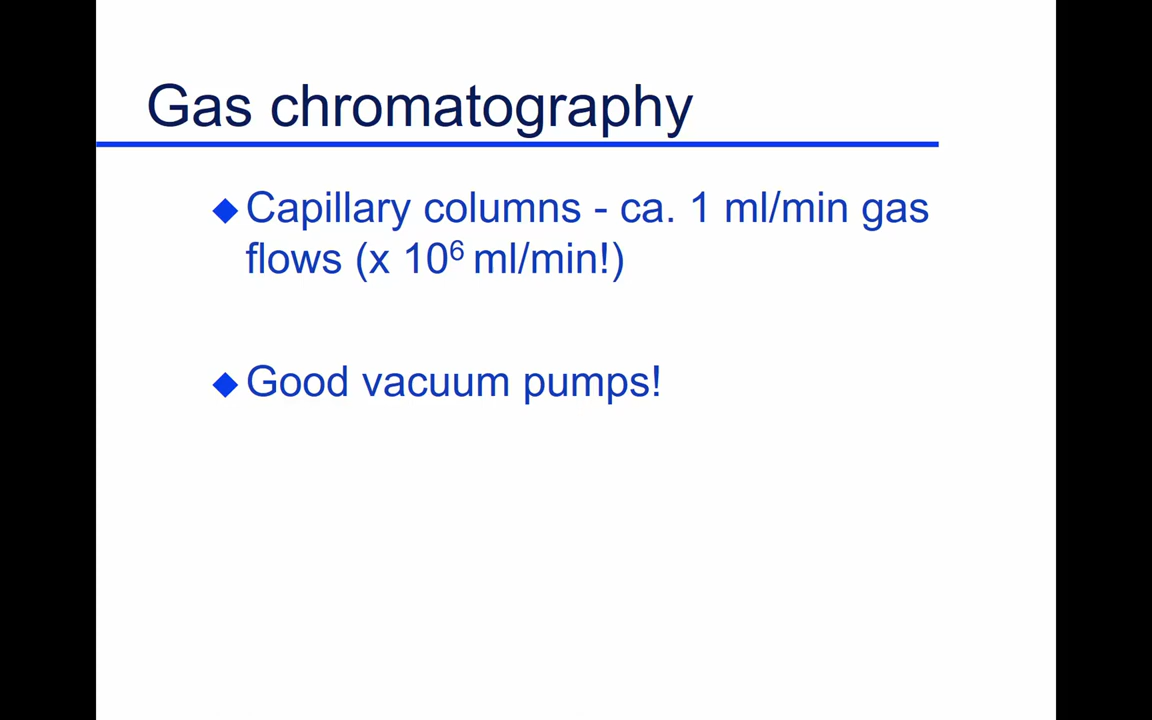 Gas chromatography
◆ Capillary columns - ca. 1 ml/min gas
flows (x 10⁶ ml/min!)
◆ Good vacuum pumps!